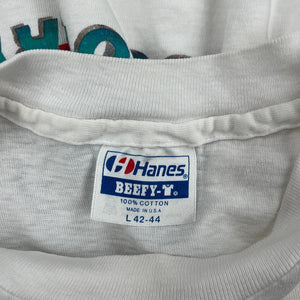 Hanes
BEEFY-T®
100% COTTON
MADE IN U.S.A
L 42-44